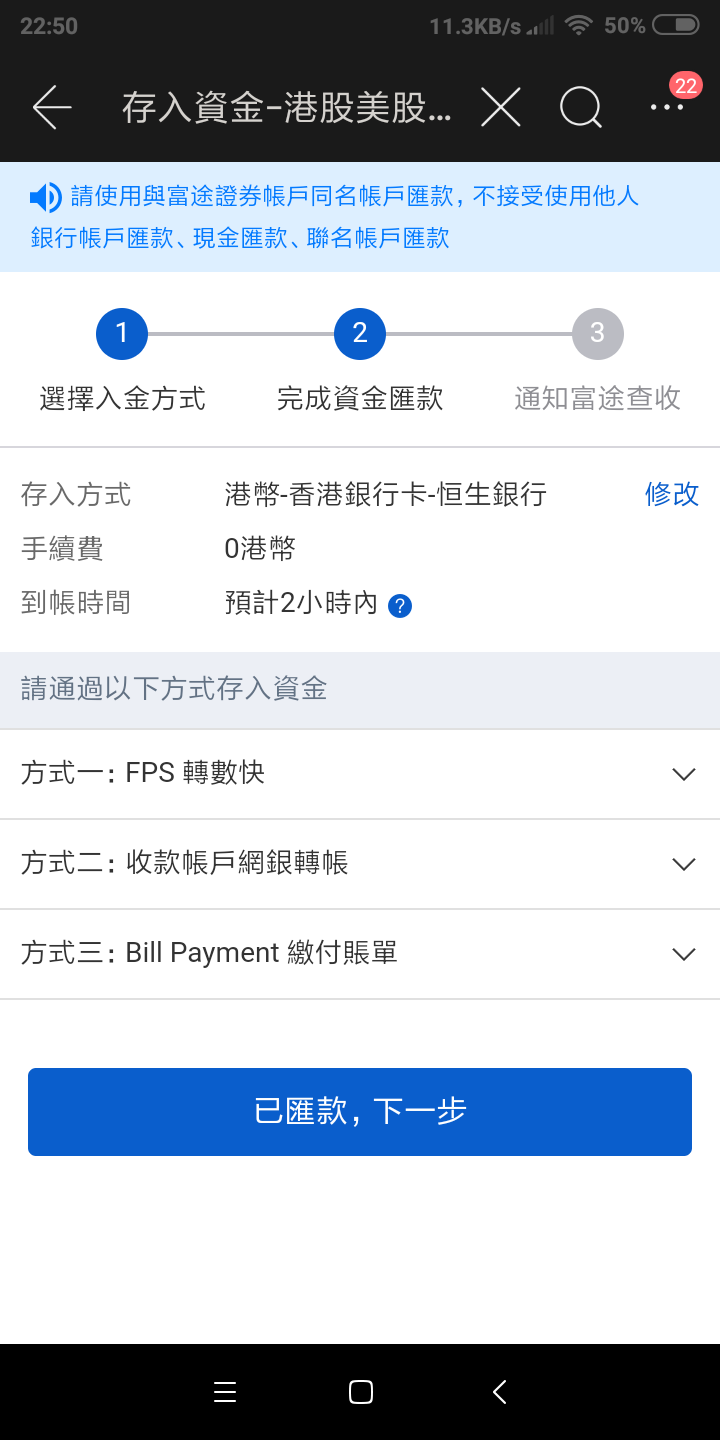 22:50 11.3KB/s 50%
存入資金-港股美股... 22
請使用與富途證券帳戶同名帳戶匯款，不接受使用他人
銀行帳戶匯款、現金匯款、聯名帳戶匯款
1 2 3
選擇入金方式 完成資金匯款 通知富途查收
存入方式 港幣-香港銀行卡-恒生銀行 修改
手續費 0港幣
到帳時間 預計2小時內 ?
請通過以下方式存入資金
方式一：FPS 轉數快
方式二：收款帳戶網銀轉帳
方式三：Bill Payment 繳付賬單
已匯款，下一步